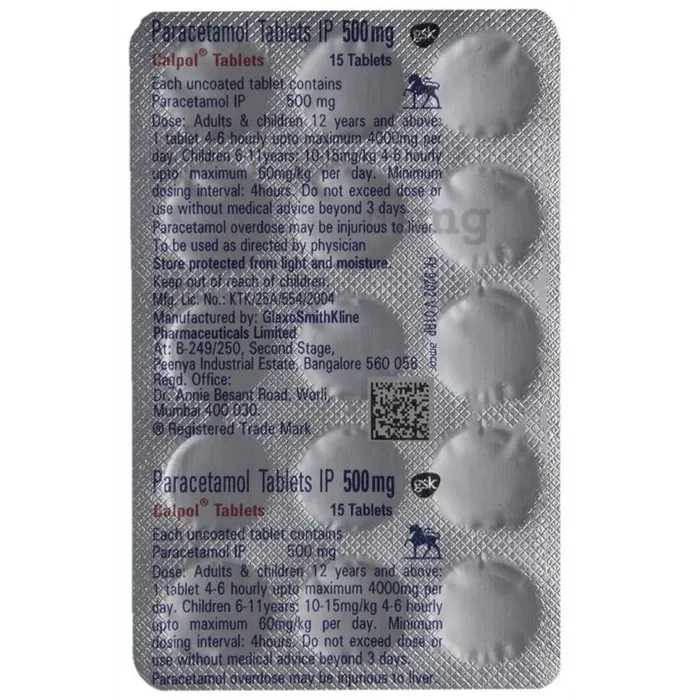 Paracetamol Tablets IP 500mg gsk
Calpol® Tablets 15 Tablets
Each uncoated tablet contains
Paracetamol IP 500 mg
Dose: Adults & children 12 years and above:
1 tablet 4-6 hourly upto maximum 4000mg per
day. Children 6-11years: 10-15mg/kg 4-6 hourly
upto maximum 60mg/kg per day. Minimum
dosing interval: 4hours. Do not exceed dose or
use without medical advice beyond 3 days.
Paracetamol overdose may be injurious to liver.
To be used as directed by physician
Store protected from light and moisture.
Keep out of reach of children.
Mfg. Lic. No.: KTK/25A/554/2004
Manufactured by: GlaxoSmithKline
Pharmaceuticals Limited
At: B-249/250, Second Stage,
Peenya Industrial Estate, Bangalore 560 058
Regd. Office:
Dr. Annie Besant Road, Worli,
Mumbai 400 030.
® Registered Trade Mark
amcor
mg
Paracetamol Tablets IP 500mg gsk
Calpol® Tablets 15 Tablets
Each uncoated tablet contains
Paracetamol IP 500 mg
Dose: Adults & children 12 years and above:
1 tablet 4-6 hourly upto maximum 4000mg per
day. Children 6-11years: 10-15mg/kg 4-6 hourly
upto maximum 60mg/kg per day. Minimum
dosing interval: 4hours. Do not exceed dose or
use without medical advice beyond 3 days.
Paracetamol overdose may be injurious to liver.